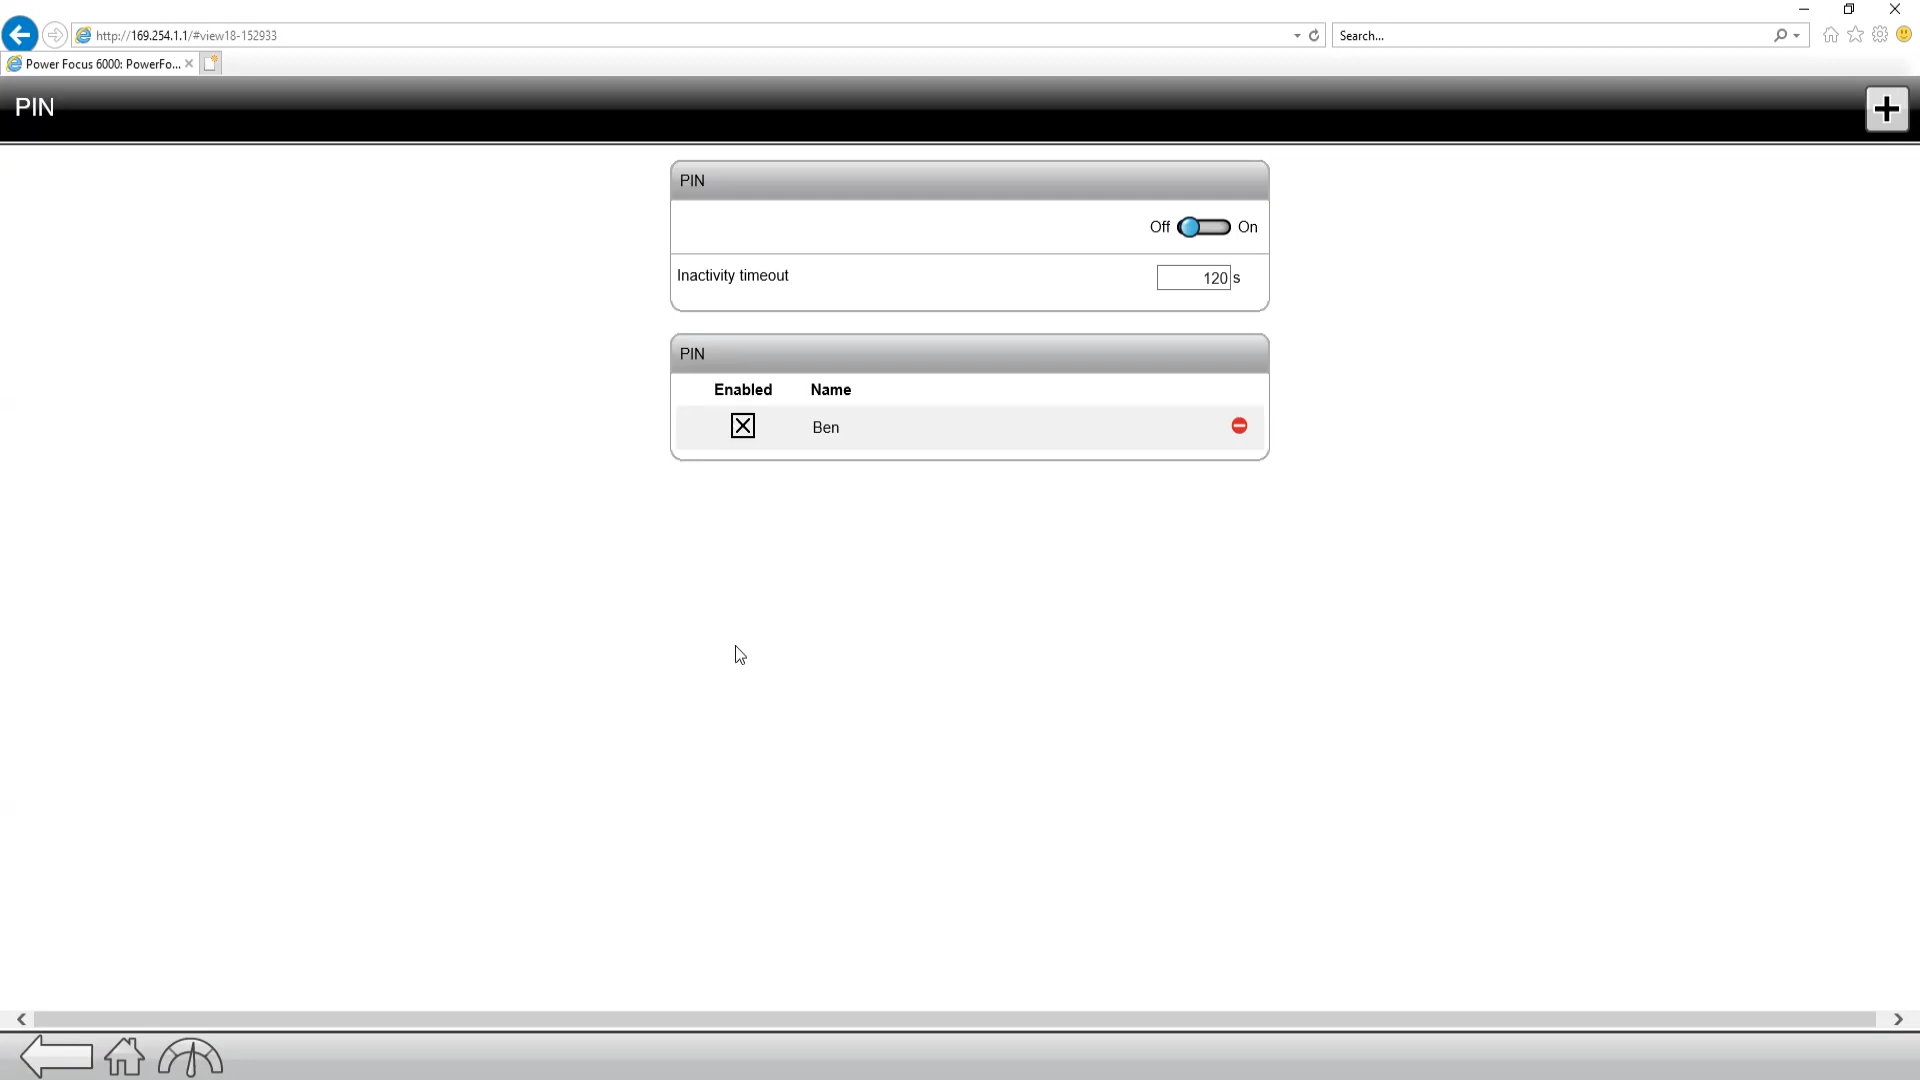 http://169.254.1.1/#view18-152933
Search...
Power Focus 6000: PowerFo...
PIN
PIN
Off On
Inactivity timeout 120 s
PIN
Enabled Name
Ben